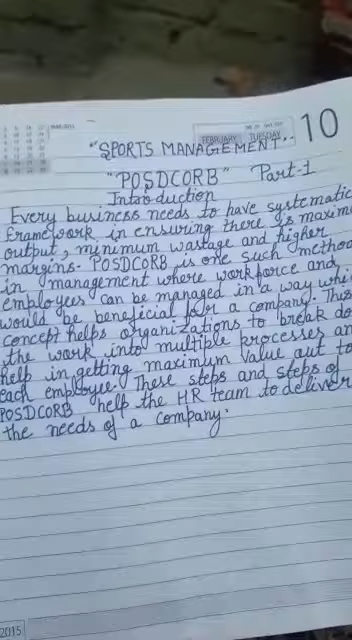 FEBRUARY TUESDAY 10
"SPORTS MANAGEMENT".
"POSDCORB" Part-1
Introduction
Every business needs to have systematic
framework in ensuring there is maxim
output, minimum wastage and higher
margins. POSDCORB is one such method
in management where workforce and
employees can be managed in a way whi
would be beneficial for a company. This
concept helps organizations to break do
the work into multiple processes an
help in getting maximum value out to
each employee. These steps and steps of
POSDCORB help the HR team to deliver
the needs of a company.
2015